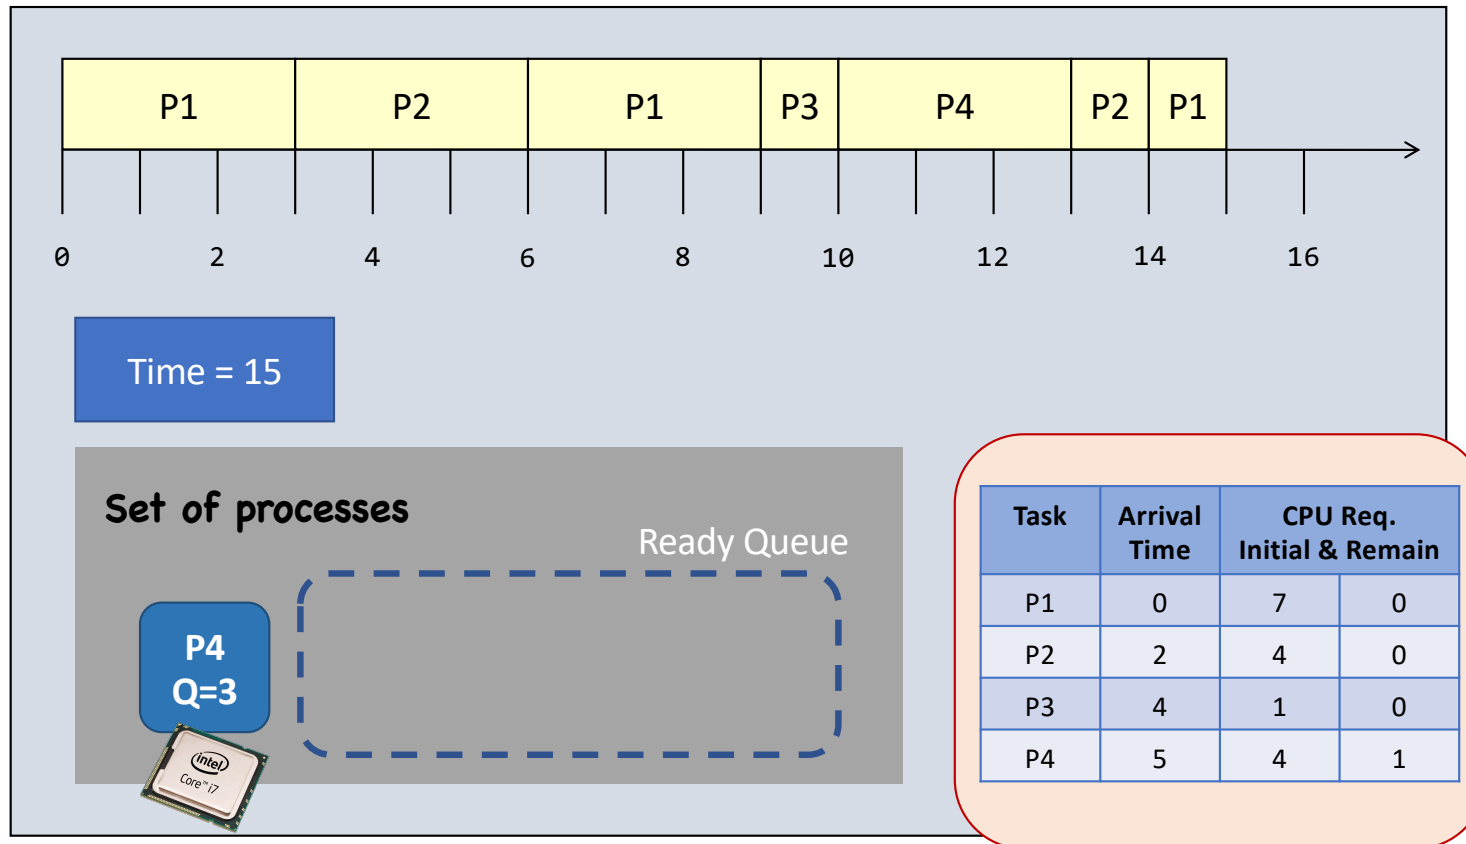 P1 P2 P1 P3 P4 P2 P1
0 2 4 6 8 10 12 14 16
Time = 15
Set of processes
Ready Queue
P4
Q=3
intel
Core™ i7
Task Arrival Time CPU Req. Initial & Remain
P1 0 7 0
P2 2 4 0
P3 4 1 0
P4 5 4 1